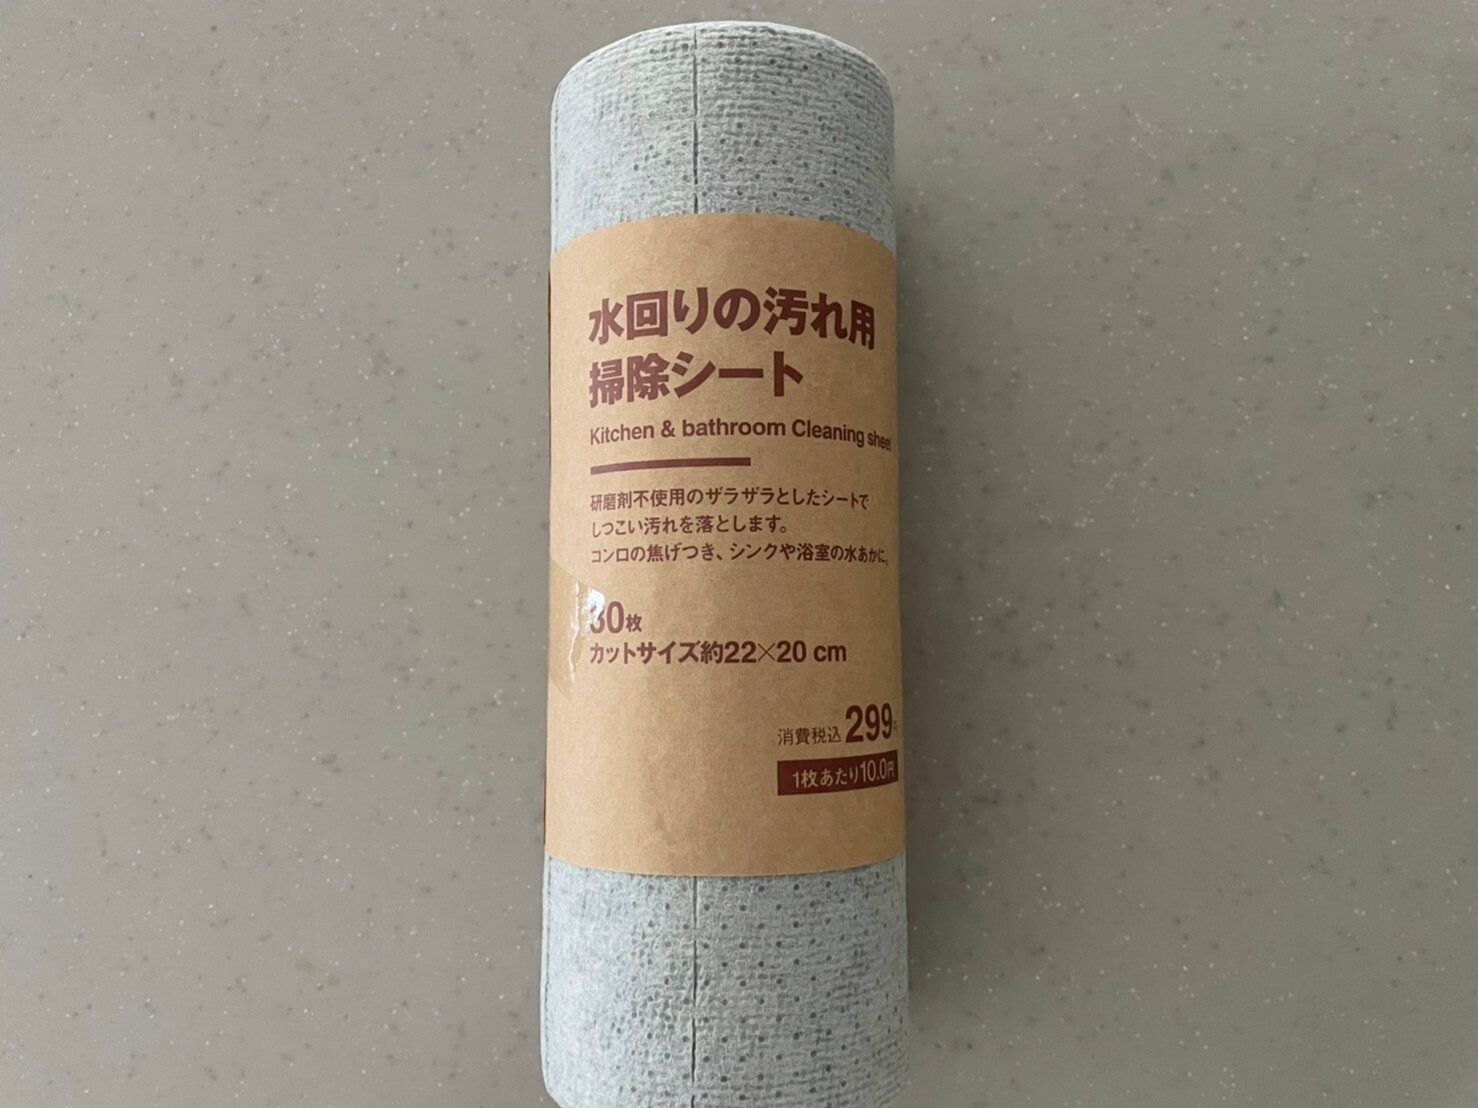 水回りの汚れ用
掃除シート
Kitchen & bathroom Cleaning sheet
研磨剤不使用のザラザラとしたシートで
しつこい汚れを落とします。
コンロの焦げつき、シンクや浴室の水あかに。
30枚
カットサイズ約22×20 cm
消費税込299円
1枚あたり10.0円